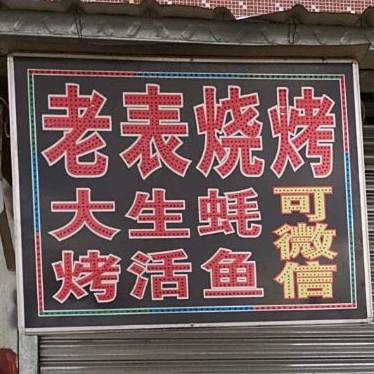 老表烧烤
大生蚝
烤活鱼
可微信